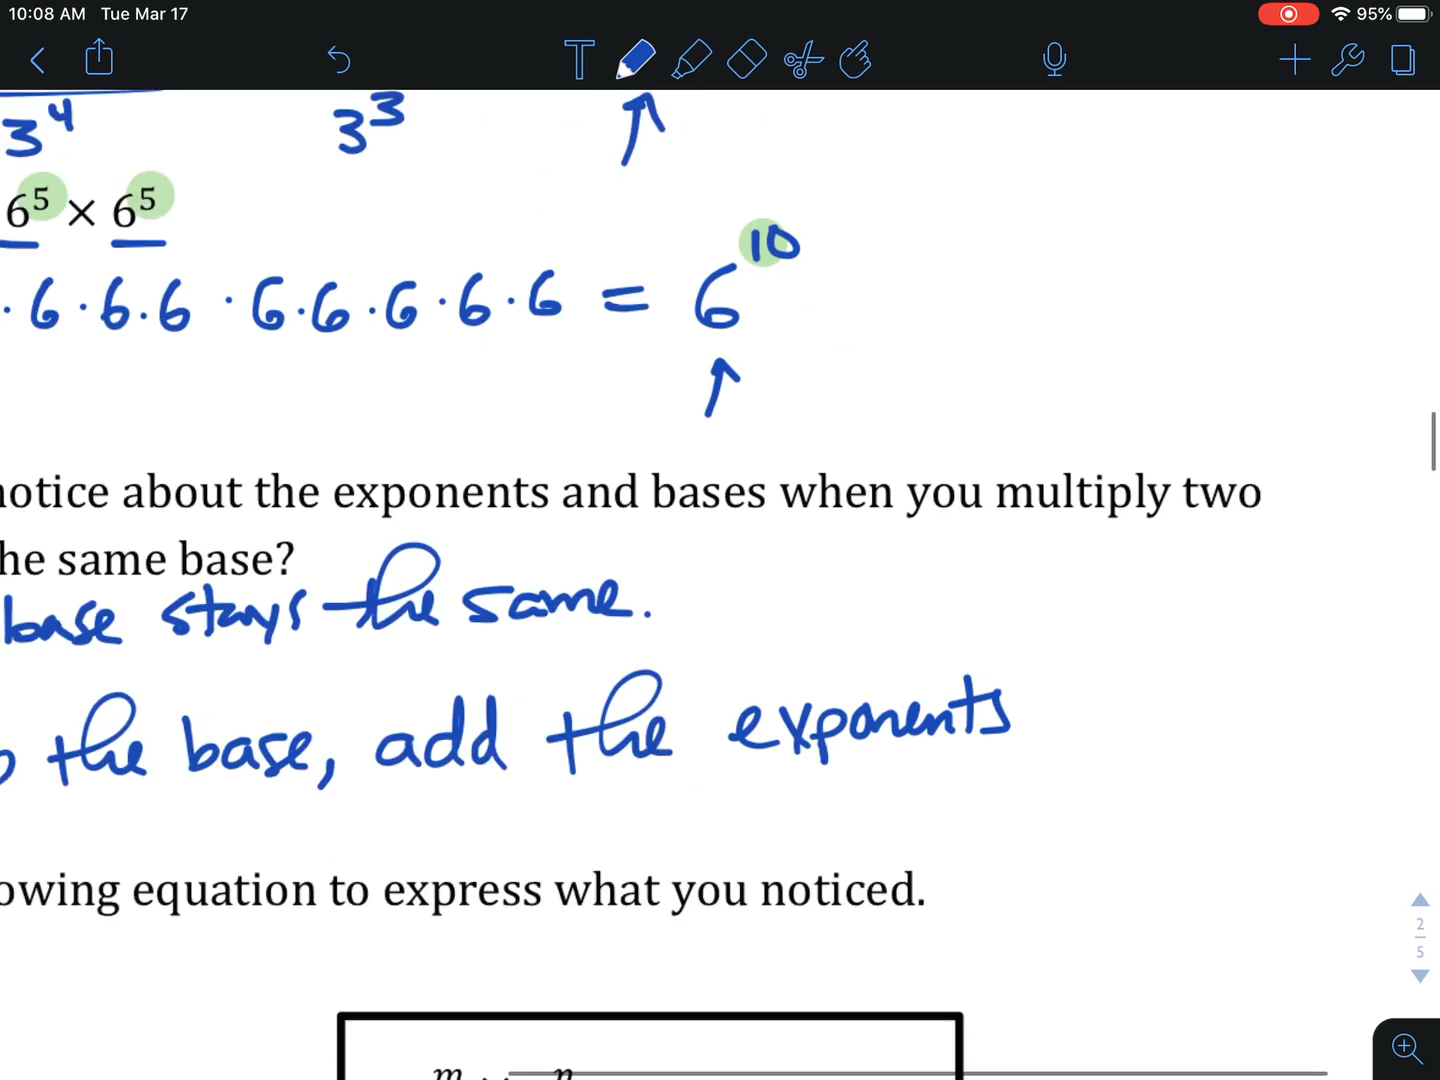 10:08 AM Tue Mar 17
95%
T
3⁴ 3³
6⁵ × 6⁵
· 6 · 6 . 6 · 6 . 6 . 6 · 6 . 6 = 6¹⁰
notice about the exponents and bases when you multiply two
he same base?
base stays the same.
the base, add the exponents
owing equation to express what you noticed.
2
5
m n